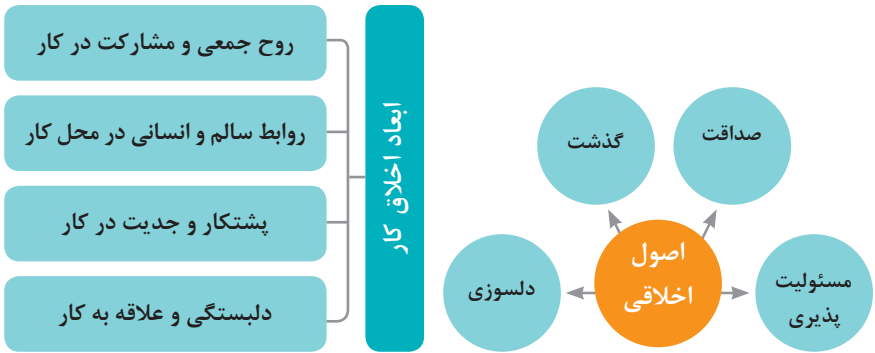 صداقت
گذشت
اصول
اخلاقی
مسئولیت
پذیری
دلسوزی
ابعاد اخلاق کار
روح جمعی و مشارکت در کار
روابط سالم و انسانی در محل کار
پشتکار و جدیت در کار
دلبستگی و علاقه به کار